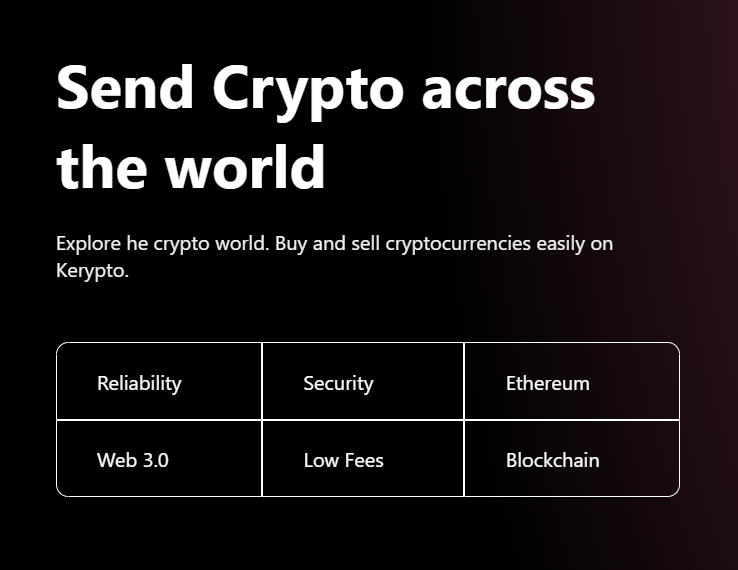 Send Crypto across
the world
Explore he crypto world. Buy and sell cryptocurrencies easily on
Kerypto.
Reliability
Security
Ethereum
Web 3.0
Low Fees
Blockchain